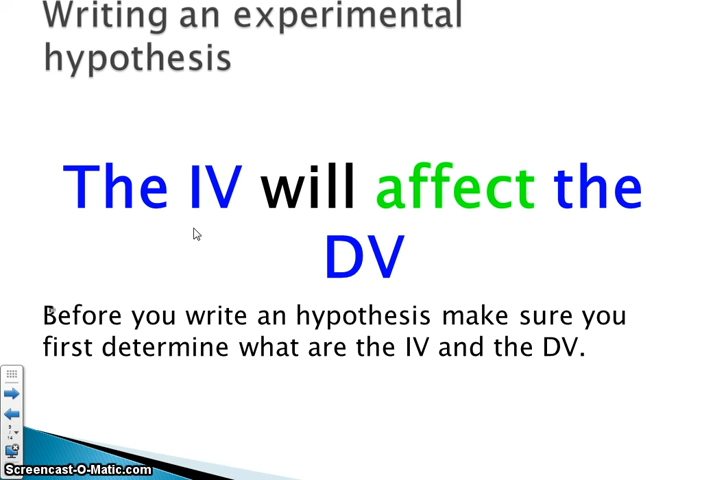 Writing an experimental
hypothesis
The IV will affect the
DV
Before you write an hypothesis make sure you
first determine what are the IV and the DV.
Screencast-O-Matic.com